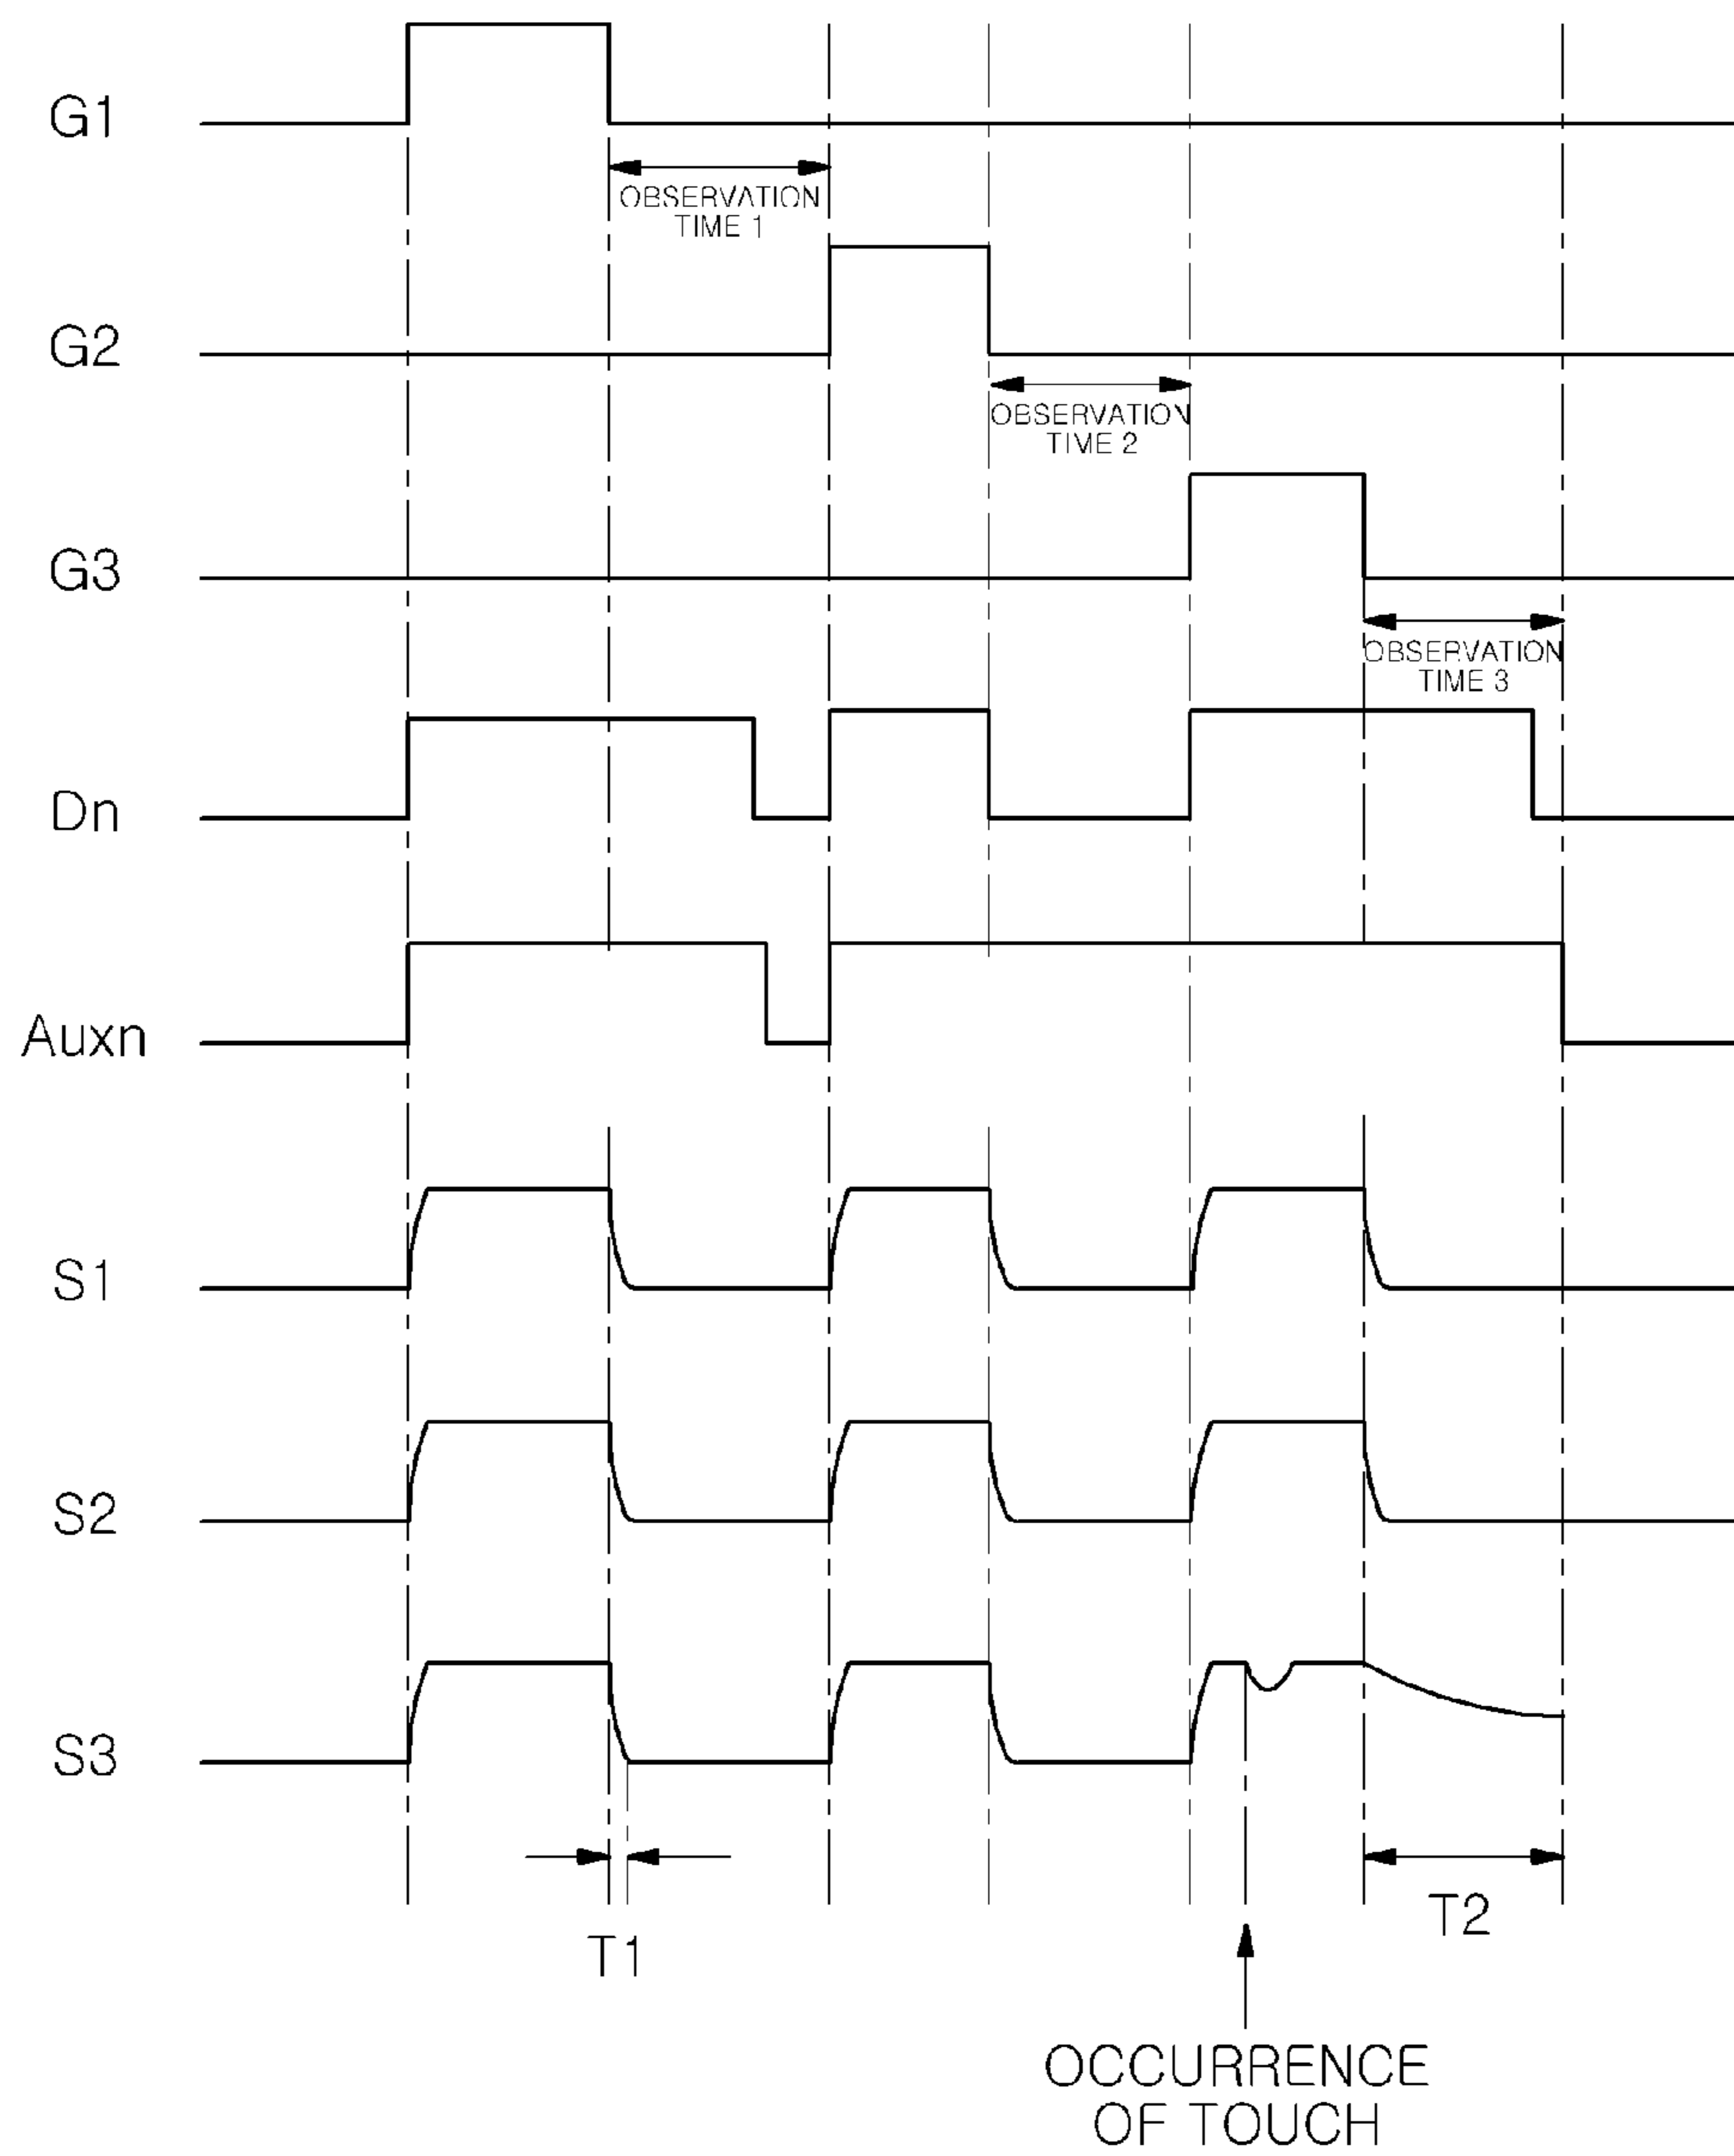 G1
OBSERVATION
TIME 1
G2
OBSERVATION
TIME 2
G3
OBSERVATION
TIME 3
Dn
Auxn
S1
S2
S3
T1
T2
OCCURRENCE
OF TOUCH